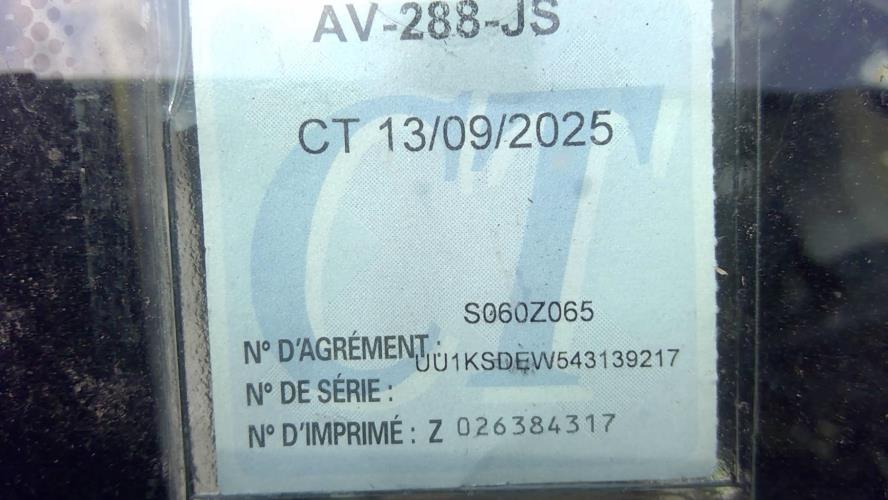 AV-288-JS
CT 13/09/2025
CT
S060Z065
N° D'AGRÉMENT :
UU1KSDEW543139217
N° DE SÉRIE :
N° D'IMPRIMÉ : Z 026384317